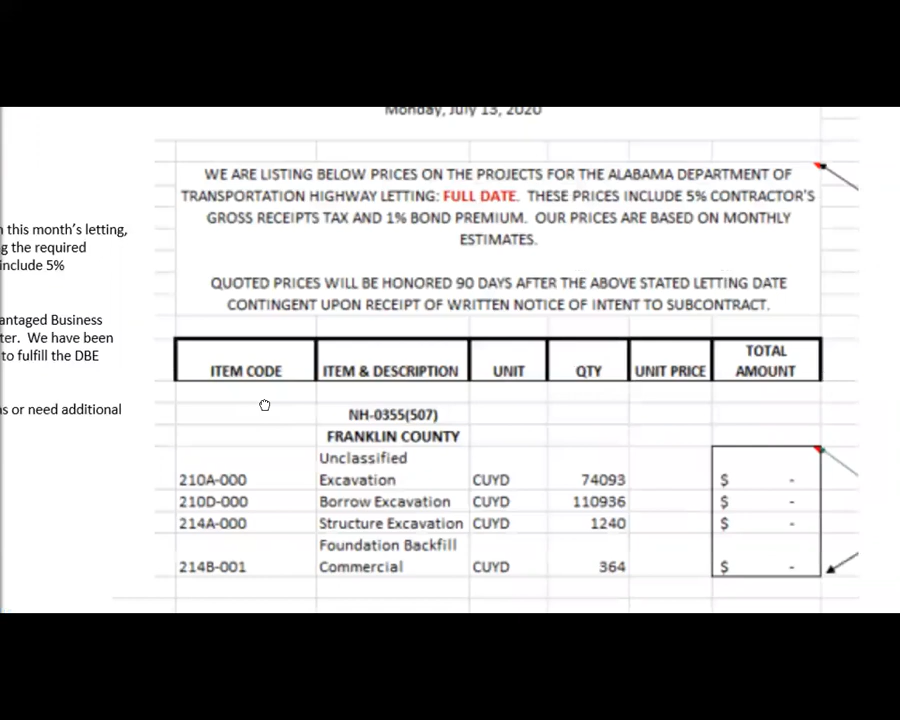 Monday, July 13, 2020
WE ARE LISTING BELOW PRICES ON THE PROJECTS FOR THE ALABAMA DEPARTMENT OF
TRANSPORTATION HIGHWAY LETTING: FULL DATE. THESE PRICES INCLUDE 5% CONTRACTOR'S
GROSS RECEIPTS TAX AND 1% BOND PREMIUM. OUR PRICES ARE BASED ON MONTHLY
ESTIMATES.
QUOTED PRICES WILL BE HONORED 90 DAYS AFTER THE ABOVE STATED LETTING DATE
CONTINGENT UPON RECEIPT OF WRITTEN NOTICE OF INTENT TO SUBCONTRACT.
this month's letting,
the required
include 5%
Business
We have been
to fulfill the DBE
or need additional
ITEM CODE ITEM & DESCRIPTION UNIT QTY UNIT PRICE TOTAL AMOUNT
NH-0355(507)
FRANKLIN COUNTY
Unclassified
210A-000 Excavation CUYD 74093 $ -
210D-000 Borrow Excavation CUYD 110936 $ -
214A-000 Structure Excavation CUYD 1240 $ -
Foundation Backfill
214B-001 Commercial CUYD 364 $ -